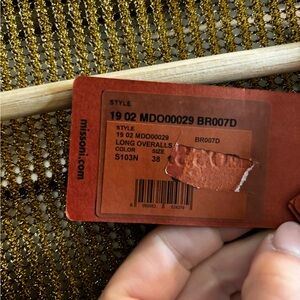 STYLE
19 02 MDO00029 BR007D
STYLE
19 02 MDO00029 BR007D
LONG OVERALLS
COLOR SIZE
S103N 38
missoni.com